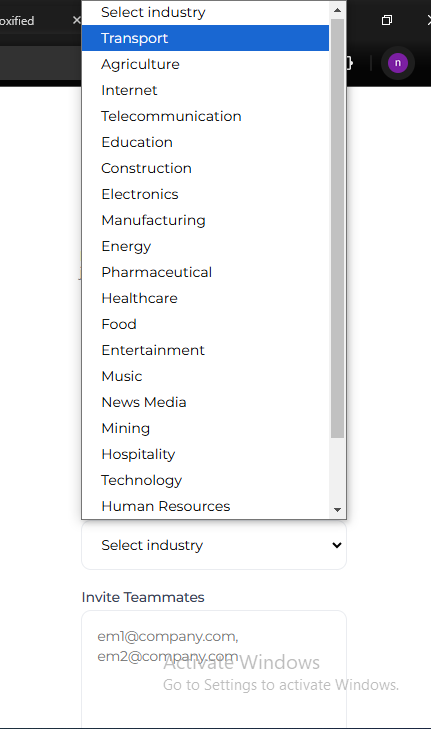 oxified
Select industry
Transport
n
Agriculture
Internet
Telecommunication
Education
Construction
Electronics
Manufacturing
Energy
Pharmaceutical
Healthcare
Food
Entertainment
Music
News Media
Mining
Hospitality
Technology
Human Resources
Select industry
Invite Teammates
em1@company.com,
em2@company.com
Activate Windows
Go to Settings to activate Windows.